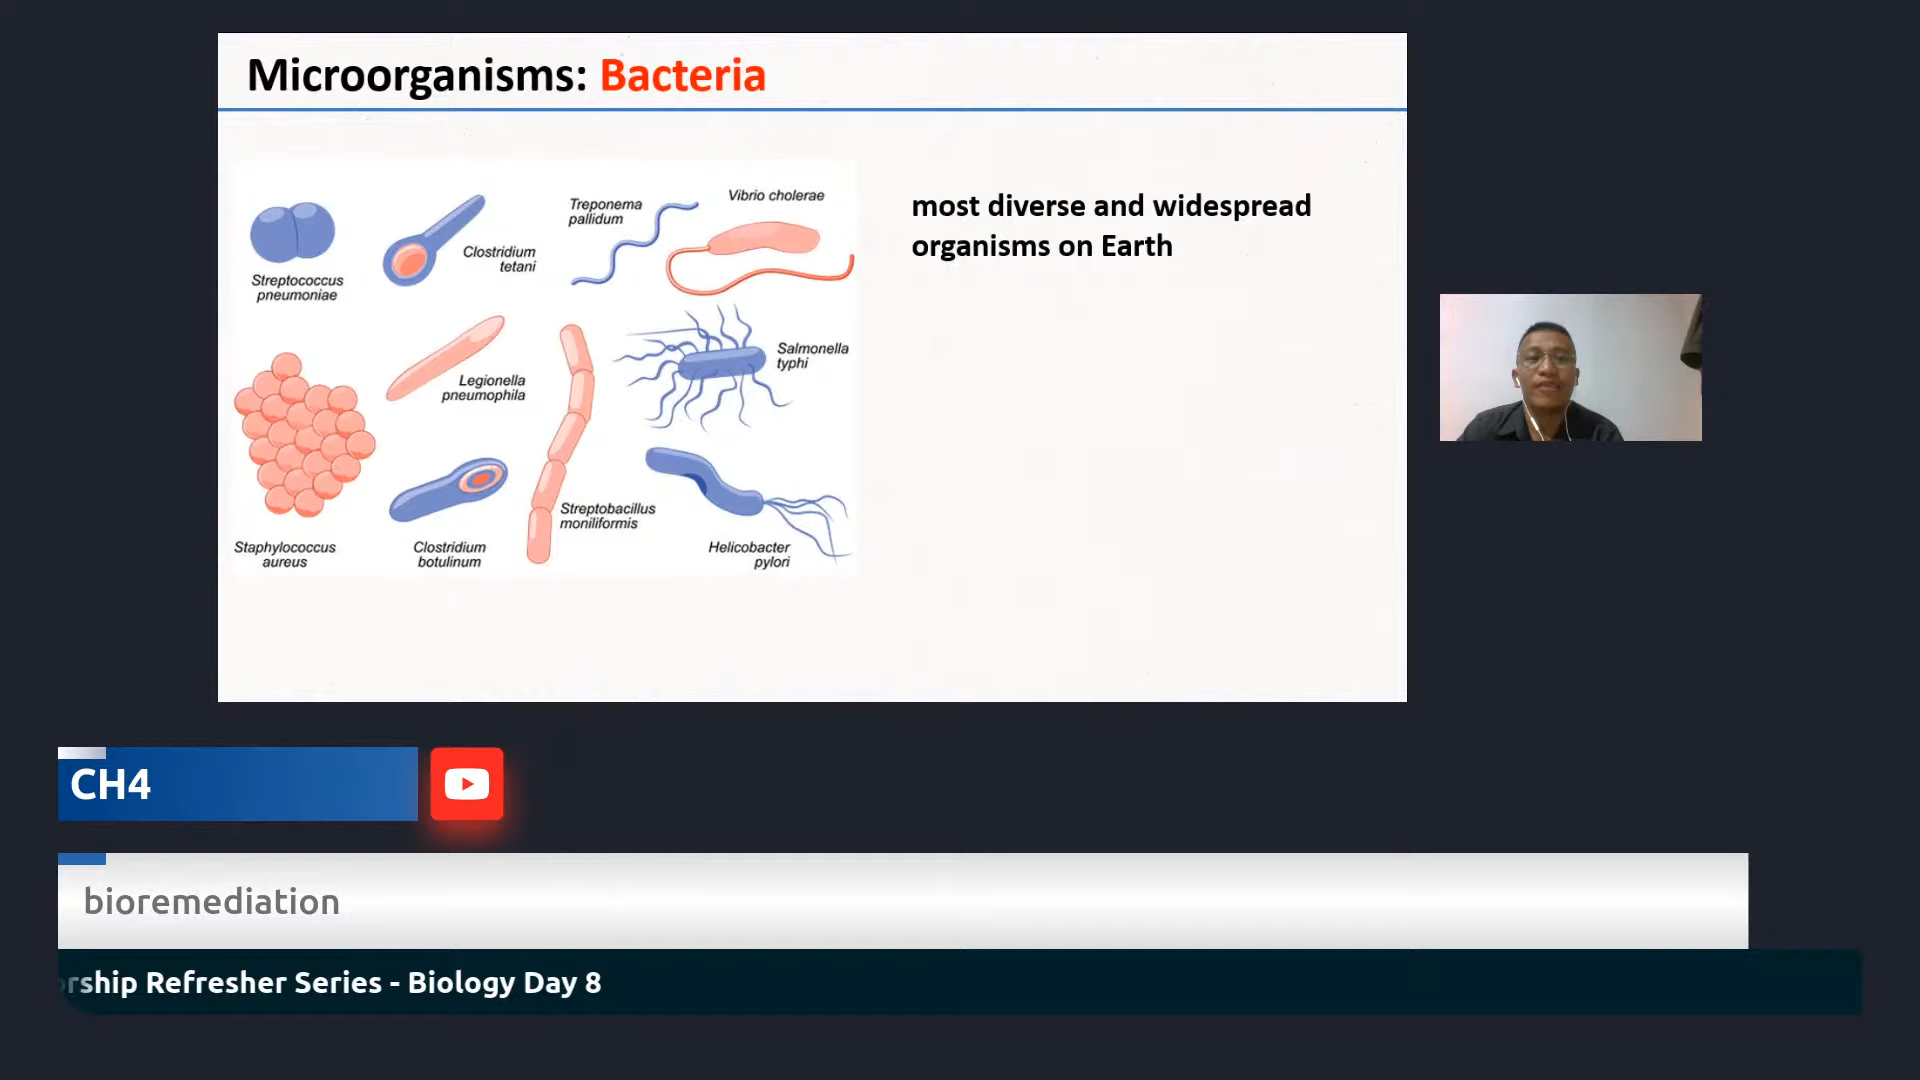 Microorganisms: Bacteria
most diverse and widespread
organisms on Earth
Streptococcus
pneumoniae
Clostridium
tetani
Treponema
pallidum
Vibrio cholerae
Legionella
pneumophila
Salmonella
typhi
Staphylococcus
aureus
Clostridium
botulinum
Streptobacillus
moniliformis
Helicobacter
pylori
CH4
bioremediation
orship Refresher Series - Biology Day 8